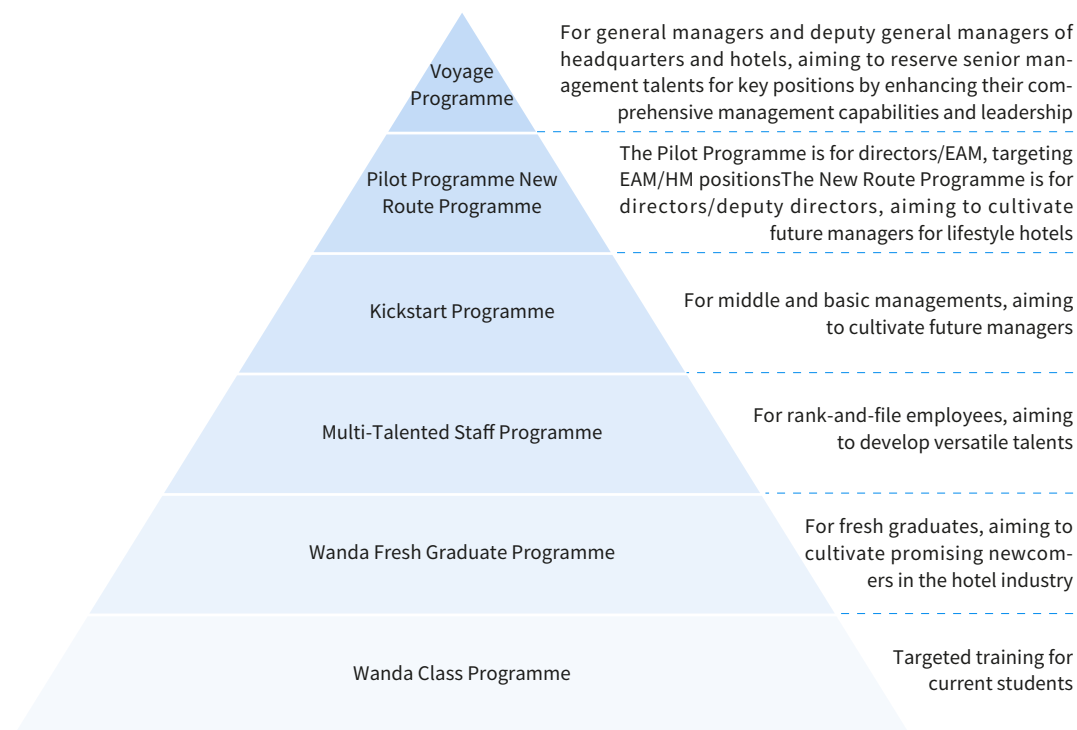 Voyage
Programme
For general managers and deputy general managers of
headquarters and hotels, aiming to reserve senior man-
agement talents for key positions by enhancing their com-
prehensive management capabilities and leadership
Pilot Programme New
Route Programme
The Pilot Programme is for directors/EAM, targeting
EAM/HM positionsThe New Route Programme is for
directors/deputy directors, aiming to cultivate
future managers for lifestyle hotels
Kickstart Programme
For middle and basic managements, aiming
to cultivate future managers
Multi-Talented Staff Programme
For rank-and-file employees, aiming
to develop versatile talents
Wanda Fresh Graduate Programme
For fresh graduates, aiming to
cultivate promising newcom-
ers in the hotel industry
Wanda Class Programme
Targeted training for
current students